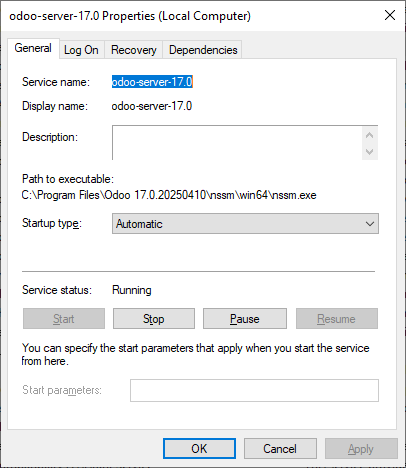 odoo-server-17.0 Properties (Local Computer)
General Log On Recovery Dependencies
Service name: odoo-server-17.0
Display name: odoo-server-17.0
Description:
Path to executable:
C:\Program Files\Odoo 17.0.20250410\nssm\win64\nssm.exe
Startup type: Automatic
Service status: Running
Start Stop Pause Resume
You can specify the start parameters that apply when you start the service
from here.
Start parameters:
OK Cancel Apply